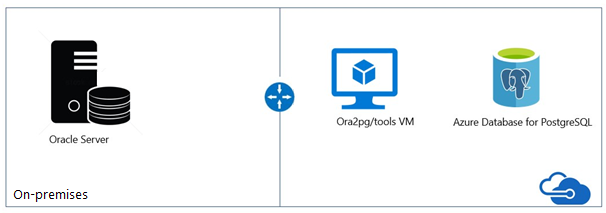 Oracle Server
Ora2pg/tools VM
Azure Database for PostgreSQL
On-premises